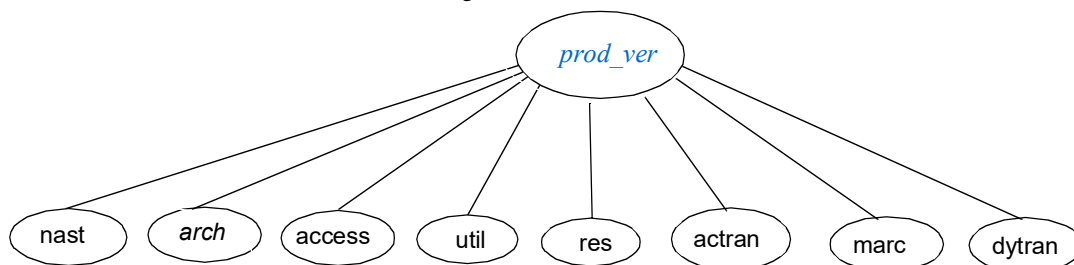 prod_ver
nast arch access util res actran marc dytran